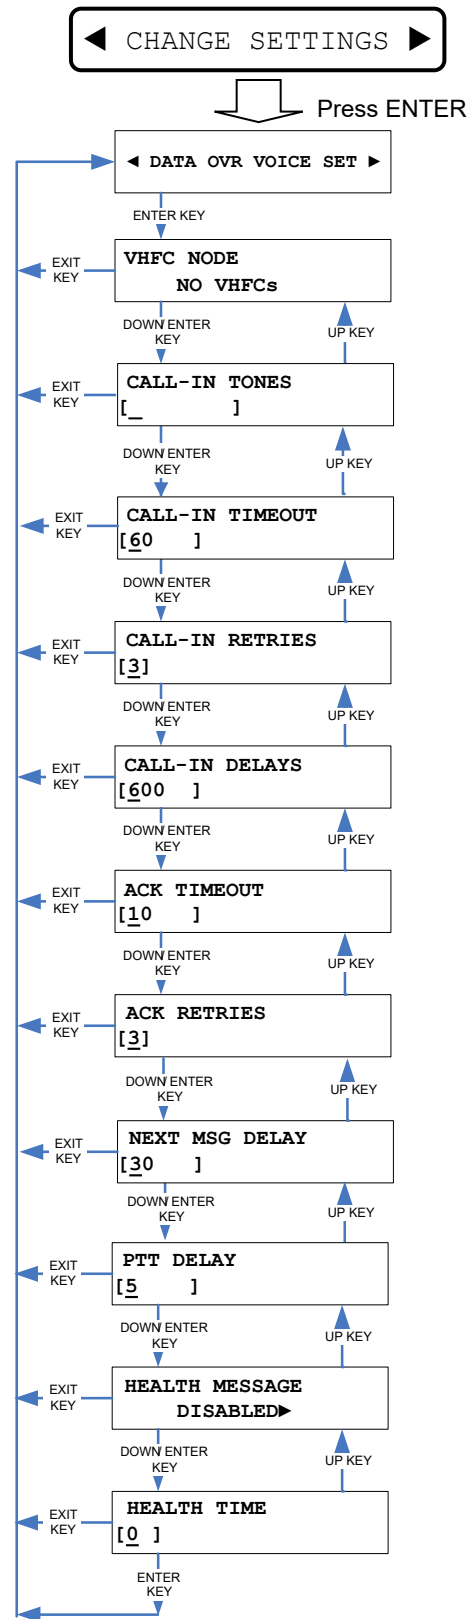 ◄ CHANGE SETTINGS ►
Press ENTER
◄ DATA OVR VOICE SET ►
ENTER KEY
VHFC NODE
NO VHFCs
EXIT
KEY
DOWN/ENTER
KEY
UP KEY
CALL-IN TONES
[_ ]
EXIT
KEY
DOWN/ENTER
KEY
UP KEY
CALL-IN TIMEOUT
[60 ]
EXIT
KEY
DOWN/ENTER
KEY
UP KEY
CALL-IN RETRIES
[3]
EXIT
KEY
DOWN/ENTER
KEY
UP KEY
CALL-IN DELAYS
[600 ]
EXIT
KEY
DOWN/ENTER
KEY
UP KEY
ACK TIMEOUT
[10 ]
EXIT
KEY
DOWN/ENTER
KEY
UP KEY
ACK RETRIES
[3]
EXIT
KEY
DOWN/ENTER
KEY
UP KEY
NEXT MSG DELAY
[30 ]
EXIT
KEY
DOWN/ENTER
KEY
UP KEY
PTT DELAY
[5 ]
EXIT
KEY
DOWN/ENTER
KEY
UP KEY
HEALTH MESSAGE
DISABLED►
EXIT
KEY
DOWN/ENTER
KEY
UP KEY
HEALTH TIME
[0 ]
EXIT
KEY
ENTER
KEY